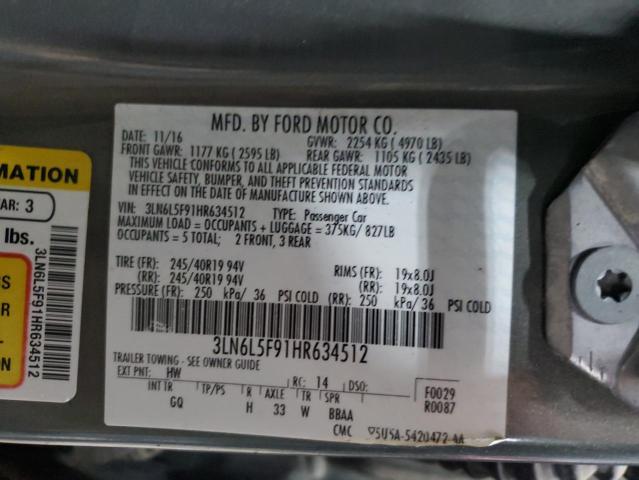 MFD. BY FORD MOTOR CO.
DATE: 11/16 GVWR: 2254 KG ( 4970 LB)
FRONT GAWR: 1177 KG ( 2595 LB) REAR GAWR: 1105 KG ( 2435 LB)
THIS VEHICLE CONFORMS TO ALL APPLICABLE FEDERAL MOTOR
VEHICLE SAFETY, BUMPER, AND THEFT PREVENTION STANDARDS
IN EFFECT ON THE DATE OF MANUFACTURE SHOWN ABOVE.
VIN: 3LN6L5F91HR634512 TYPE: Passenger Car
MAXIMUM LOAD = OCCUPANTS + LUGGAGE = 375KG/ 827LB
OCCUPANTS = 5 TOTAL; 2 FRONT, 3 REAR
TIRE (FR): 245/40R19 94V RIMS (FR): 19x8.0J
(RR): 245/40R19 94V (RR): 19x8.0J
PRESSURE (FR): 250 kPa/ 36 PSI COLD (RR): 250 kPa/ 36 PSI COLD
3LN6L5F91HR634512
TRAILER TOWING - SEE OWNER GUIDE
EXT PNT: HW RC: 14 DSO:
INT TR TP/PS R AXLE TR SPR F0029
GQ H 33 W BBAA R0087
CMC 5U5A-5420472-AA
MATION
AR: 3
lbs.
3LN6L5F91HR634512
PS
R